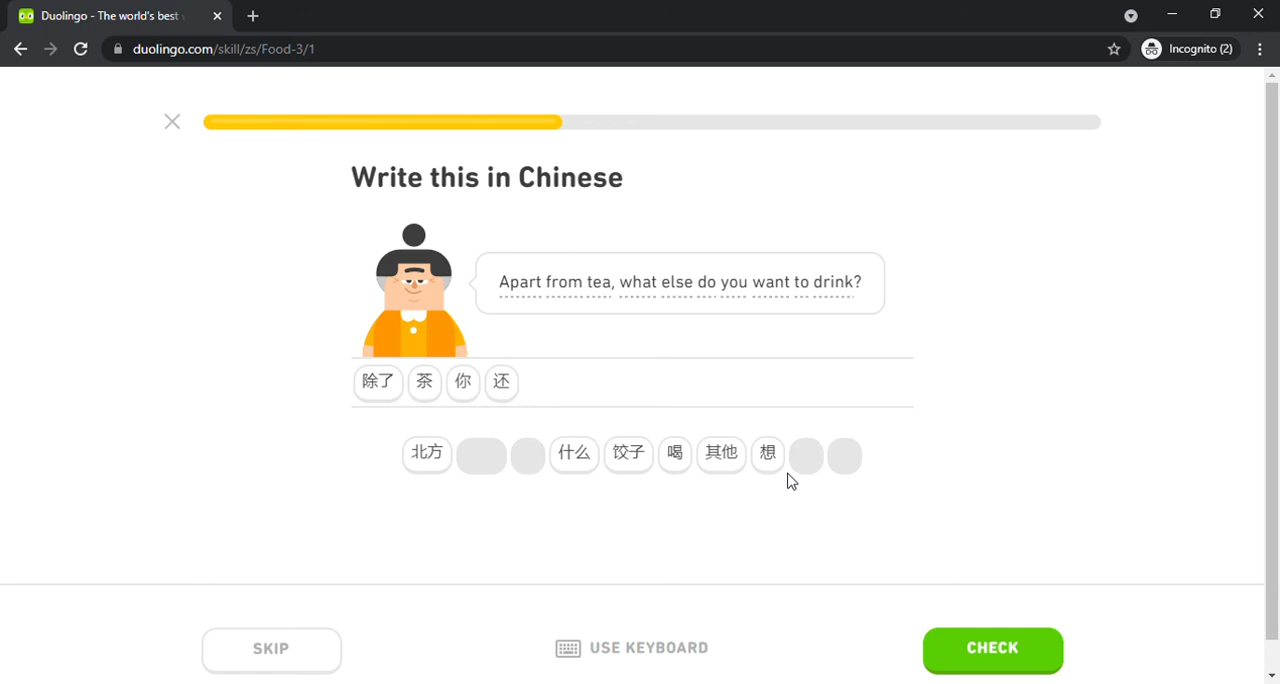 Duolingo - The world's best
duolingo.com/skill/zs/Food-3/1
Incognito (2)
Write this in Chinese
Apart from tea, what else do you want to drink?
除了 茶 你 还
北方 什么 饺子 喝 其他 想
SKIP
USE KEYBOARD
CHECK